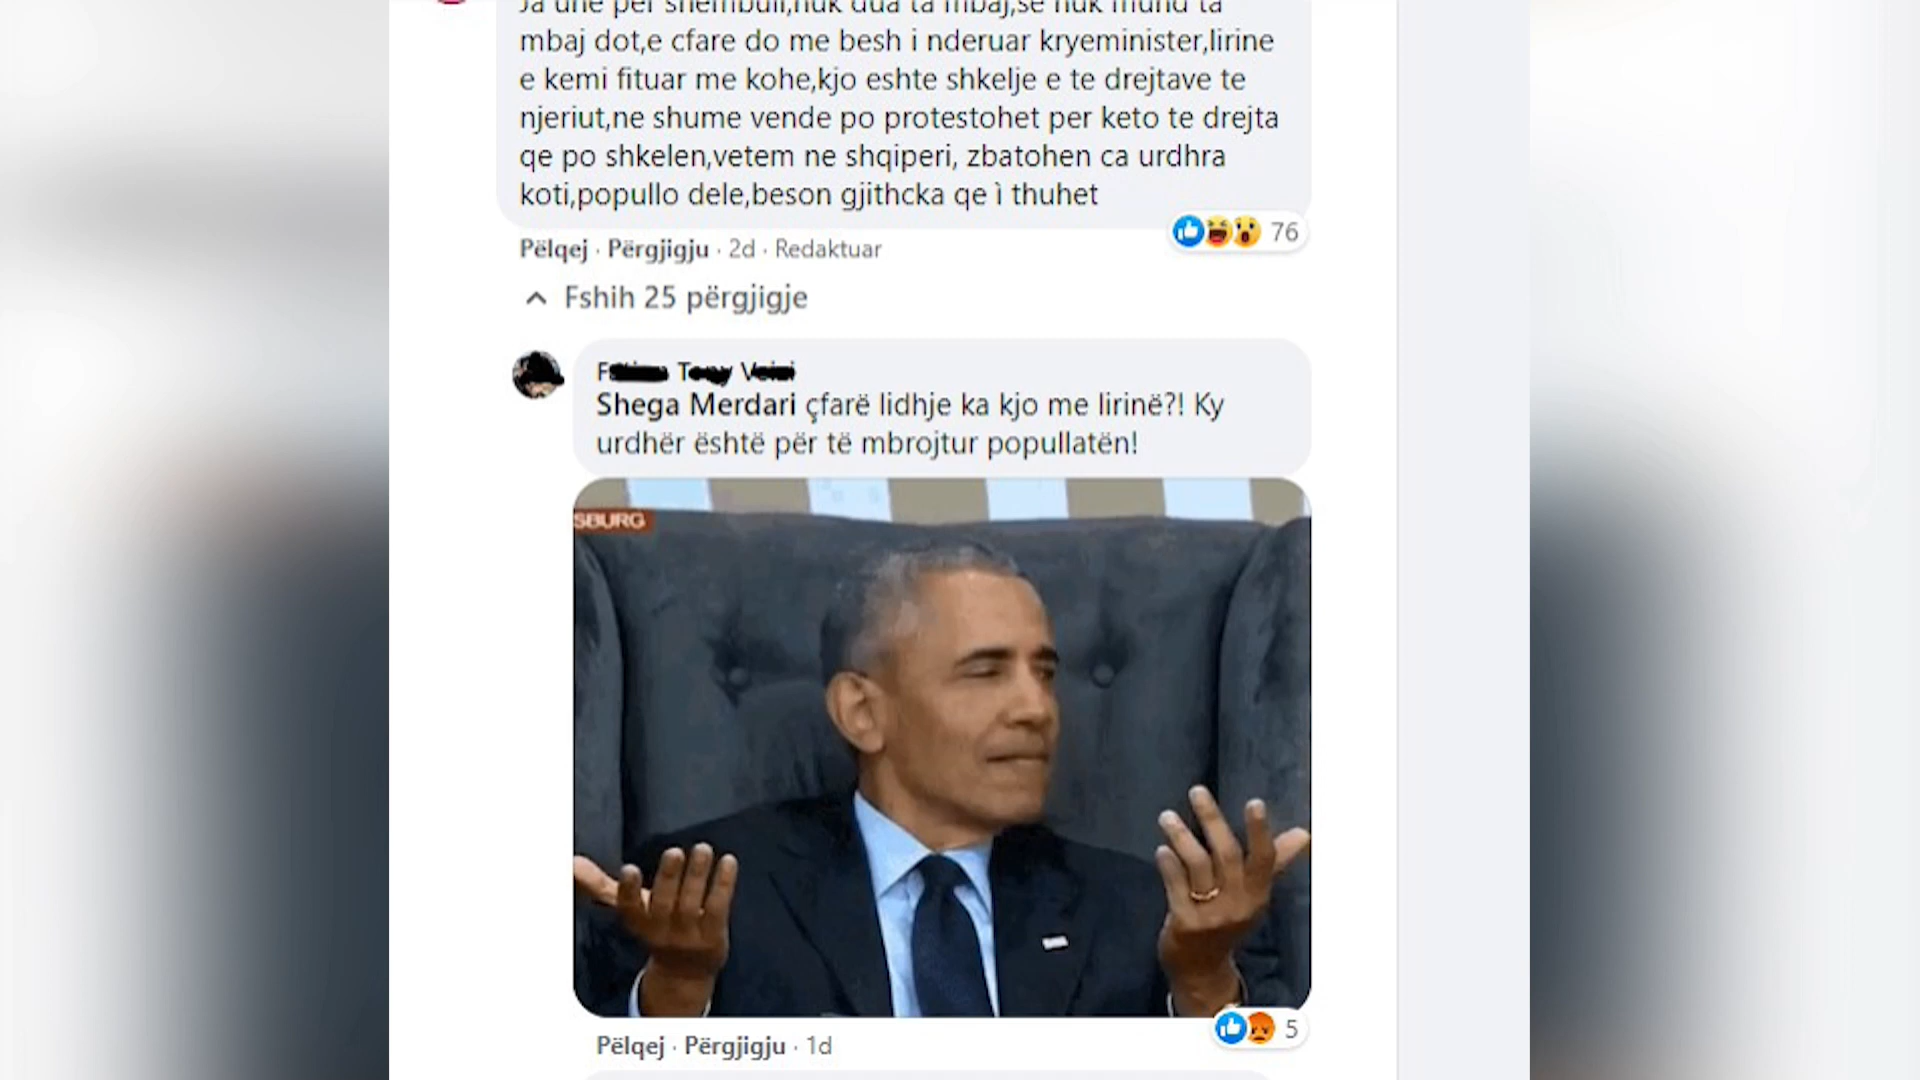 Ja une per shembull,nuk dua ta mbaj,se nuk mund ta
mbaj dot,e cfare do me besh i nderuar kryeminister,lirine
e kemi fituar me kohe,kjo eshte shkelje e te drejtave te
njeriut,ne shume vende po protestohet per keto te drejta
qe po shkelen,vetem ne shqiperi, zbatohen ca urdhra
koti,popullo dele,beson gjithcka qe ì thuhet
76
Pëlqej · Përgjigju · 2d · Redaktuar
Fshih 25 përgjigje
Shega Merdari çfarë lidhje ka kjo me lirinë?! Ky
urdhër është për të mbrojtur popullatën!
SBURG
5
Pëlqej · Përgjigju · 1d